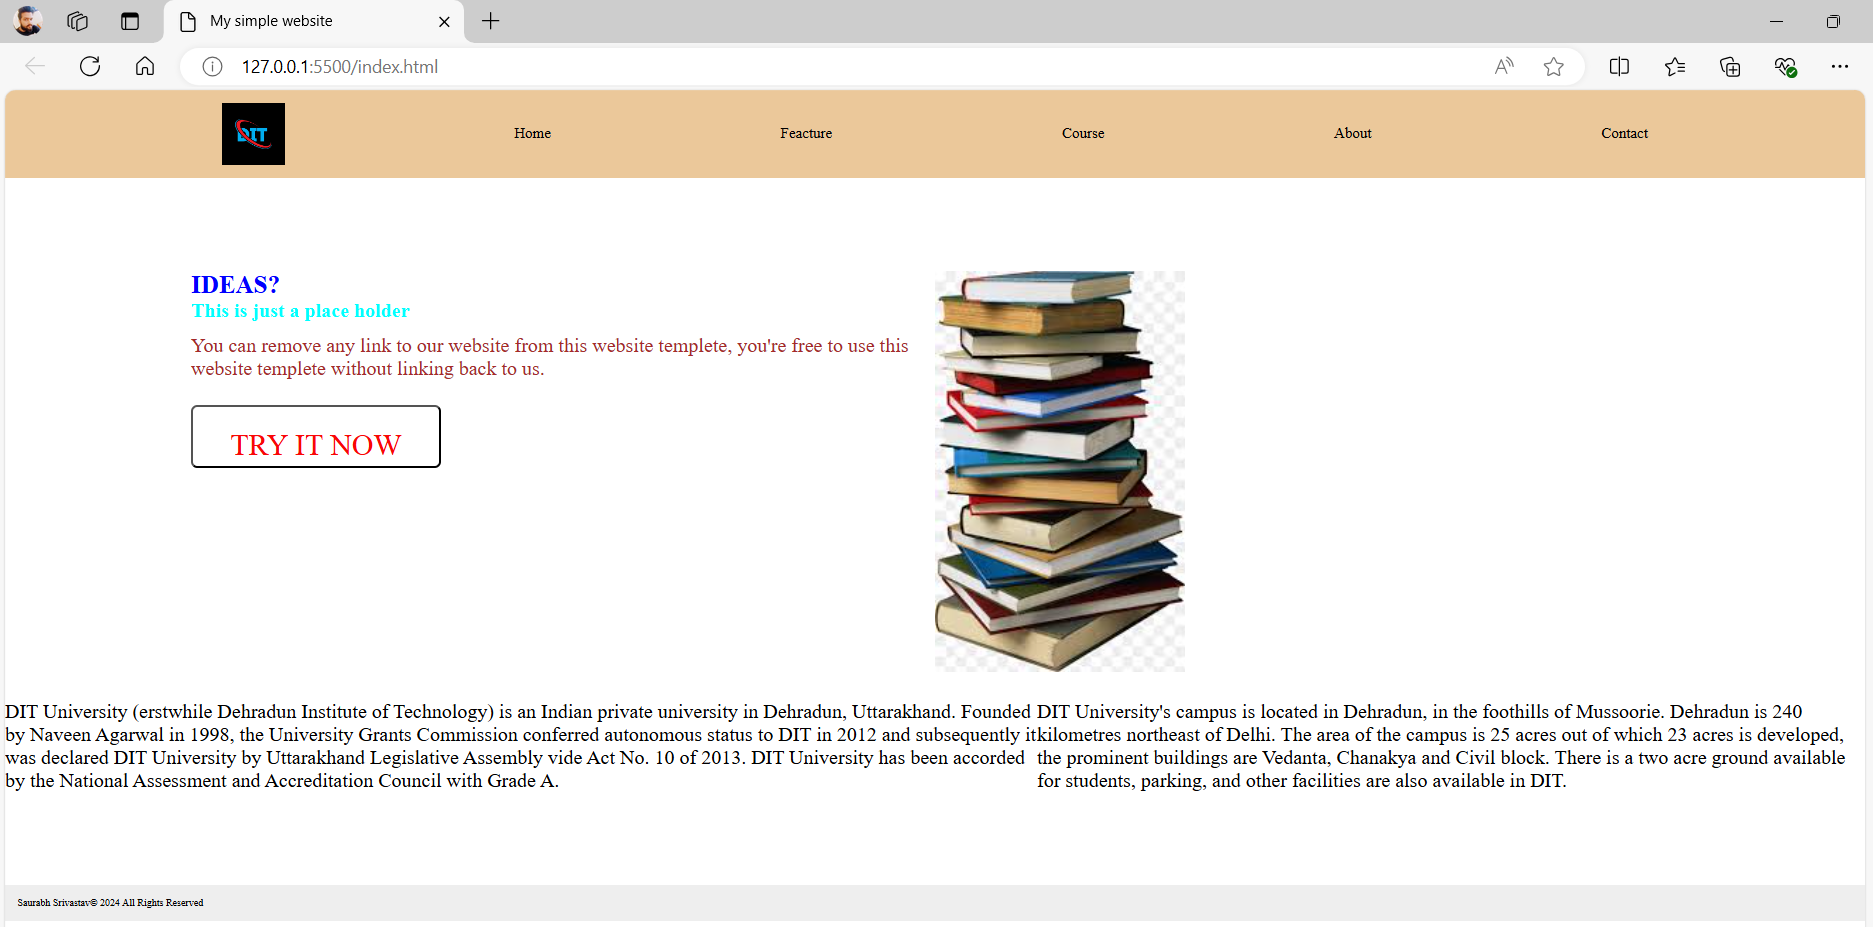 My simple website
127.0.0.1:5500/index.html
DIT
Home
Feacture
Course
About
Contact
IDEAS?
This is just a place holder
You can remove any link to our website from this website templete, you're free to use this
website templete without linking back to us.
TRY IT NOW
DIT University (erstwhile Dehradun Institute of Technology) is an Indian private university in Dehradun, Uttarakhand. Founded
by Naveen Agarwal in 1998, the University Grants Commission conferred autonomous status to DIT in 2012 and subsequently it
was declared DIT University by Uttarakhand Legislative Assembly vide Act No. 10 of 2013. DIT University has been accorded
by the National Assessment and Accreditation Council with Grade A.
DIT University's campus is located in Dehradun, in the foothills of Mussoorie. Dehradun is 240
kilometres northeast of Delhi. The area of the campus is 25 acres out of which 23 acres is developed,
the prominent buildings are Vedanta, Chanakya and Civil block. There is a two acre ground available
for students, parking, and other facilities are also available in DIT.
Saurabh Srivastav© 2024 All Rights Reserved